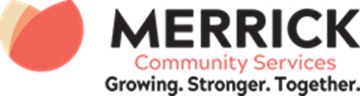 MERRICK
Community Services
Growing. Stronger. Together.